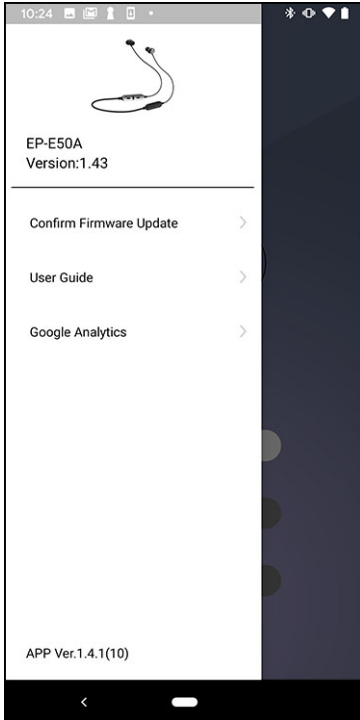 10:24
EP-E50A
Version:1.43
Confirm Firmware Update
User Guide
Google Analytics
APP Ver.1.4.1(10)